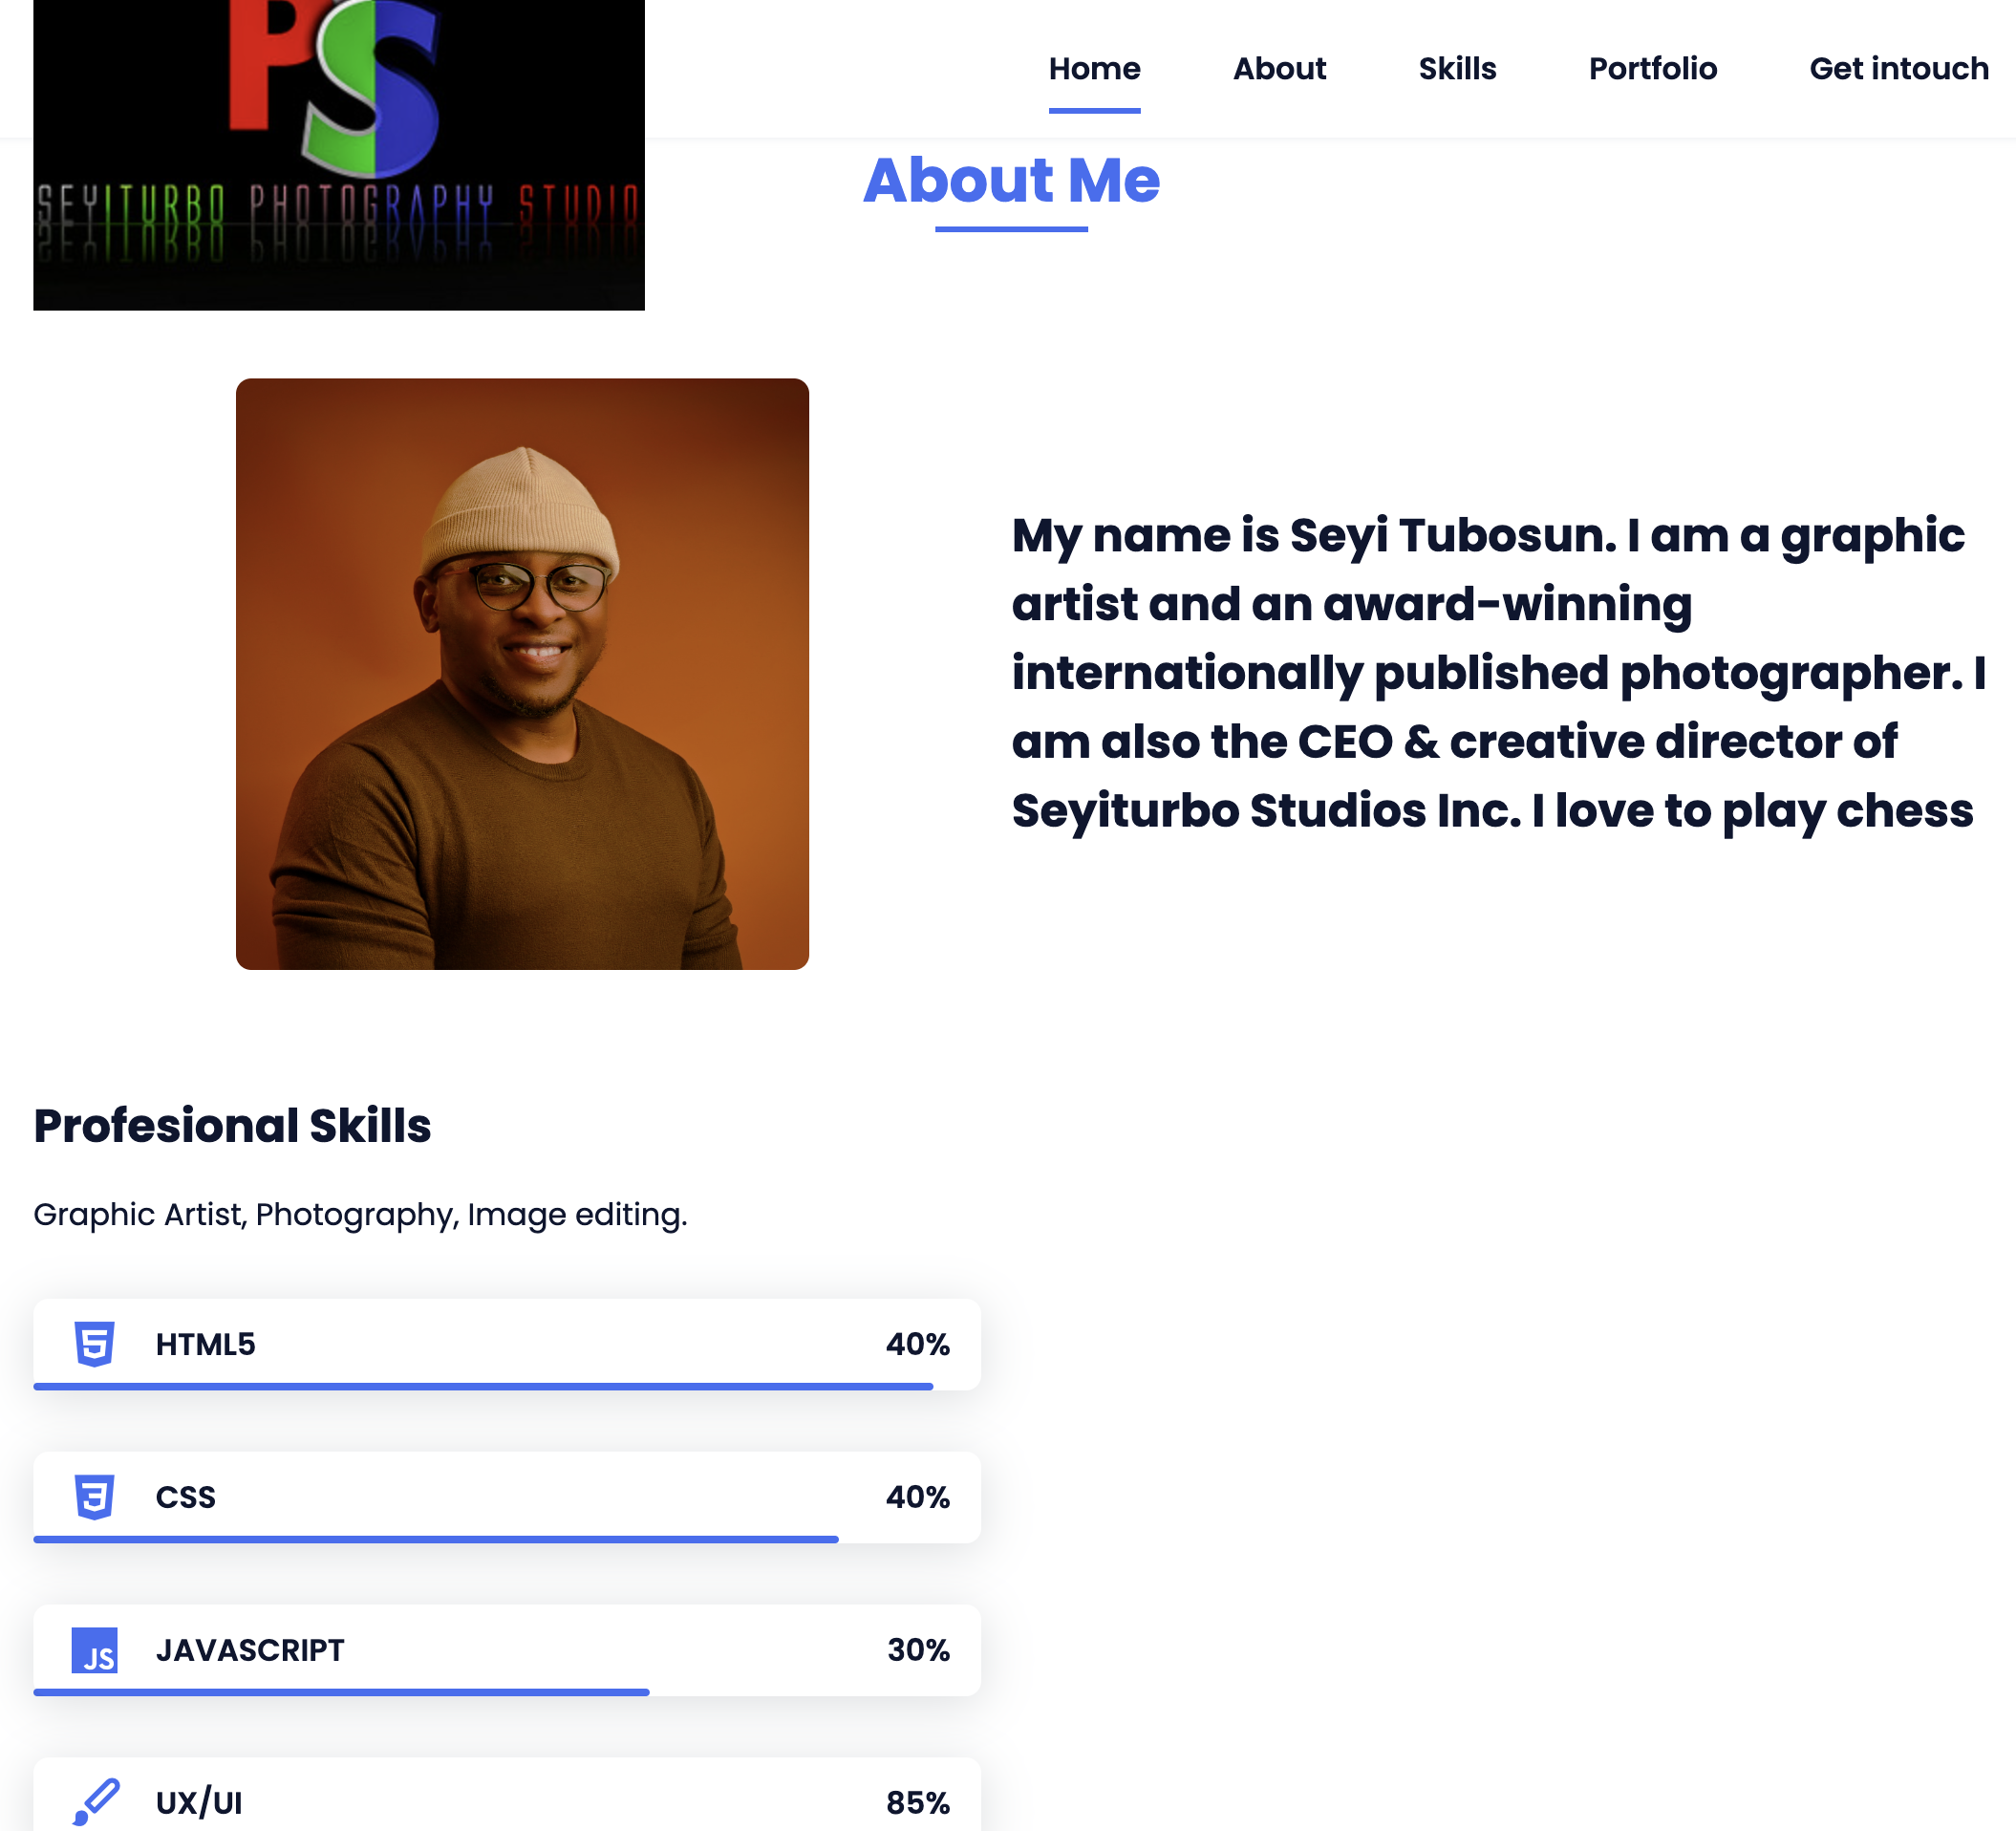 PS
SEYITURBO PHOTOGRAPHY STUDIO
Home About Skills Portfolio Get intouch
About Me
My name is Seyi Tubosun. I am a graphic
artist and an award-winning
internationally published photographer. I
am also the CEO & creative director of
Seyiturbo Studios Inc. I love to play chess
Profesional Skills
Graphic Artist, Photography, Image editing.
5 HTML5 40%
3 CSS 40%
JS JAVASCRIPT 30%
UX/UI 85%